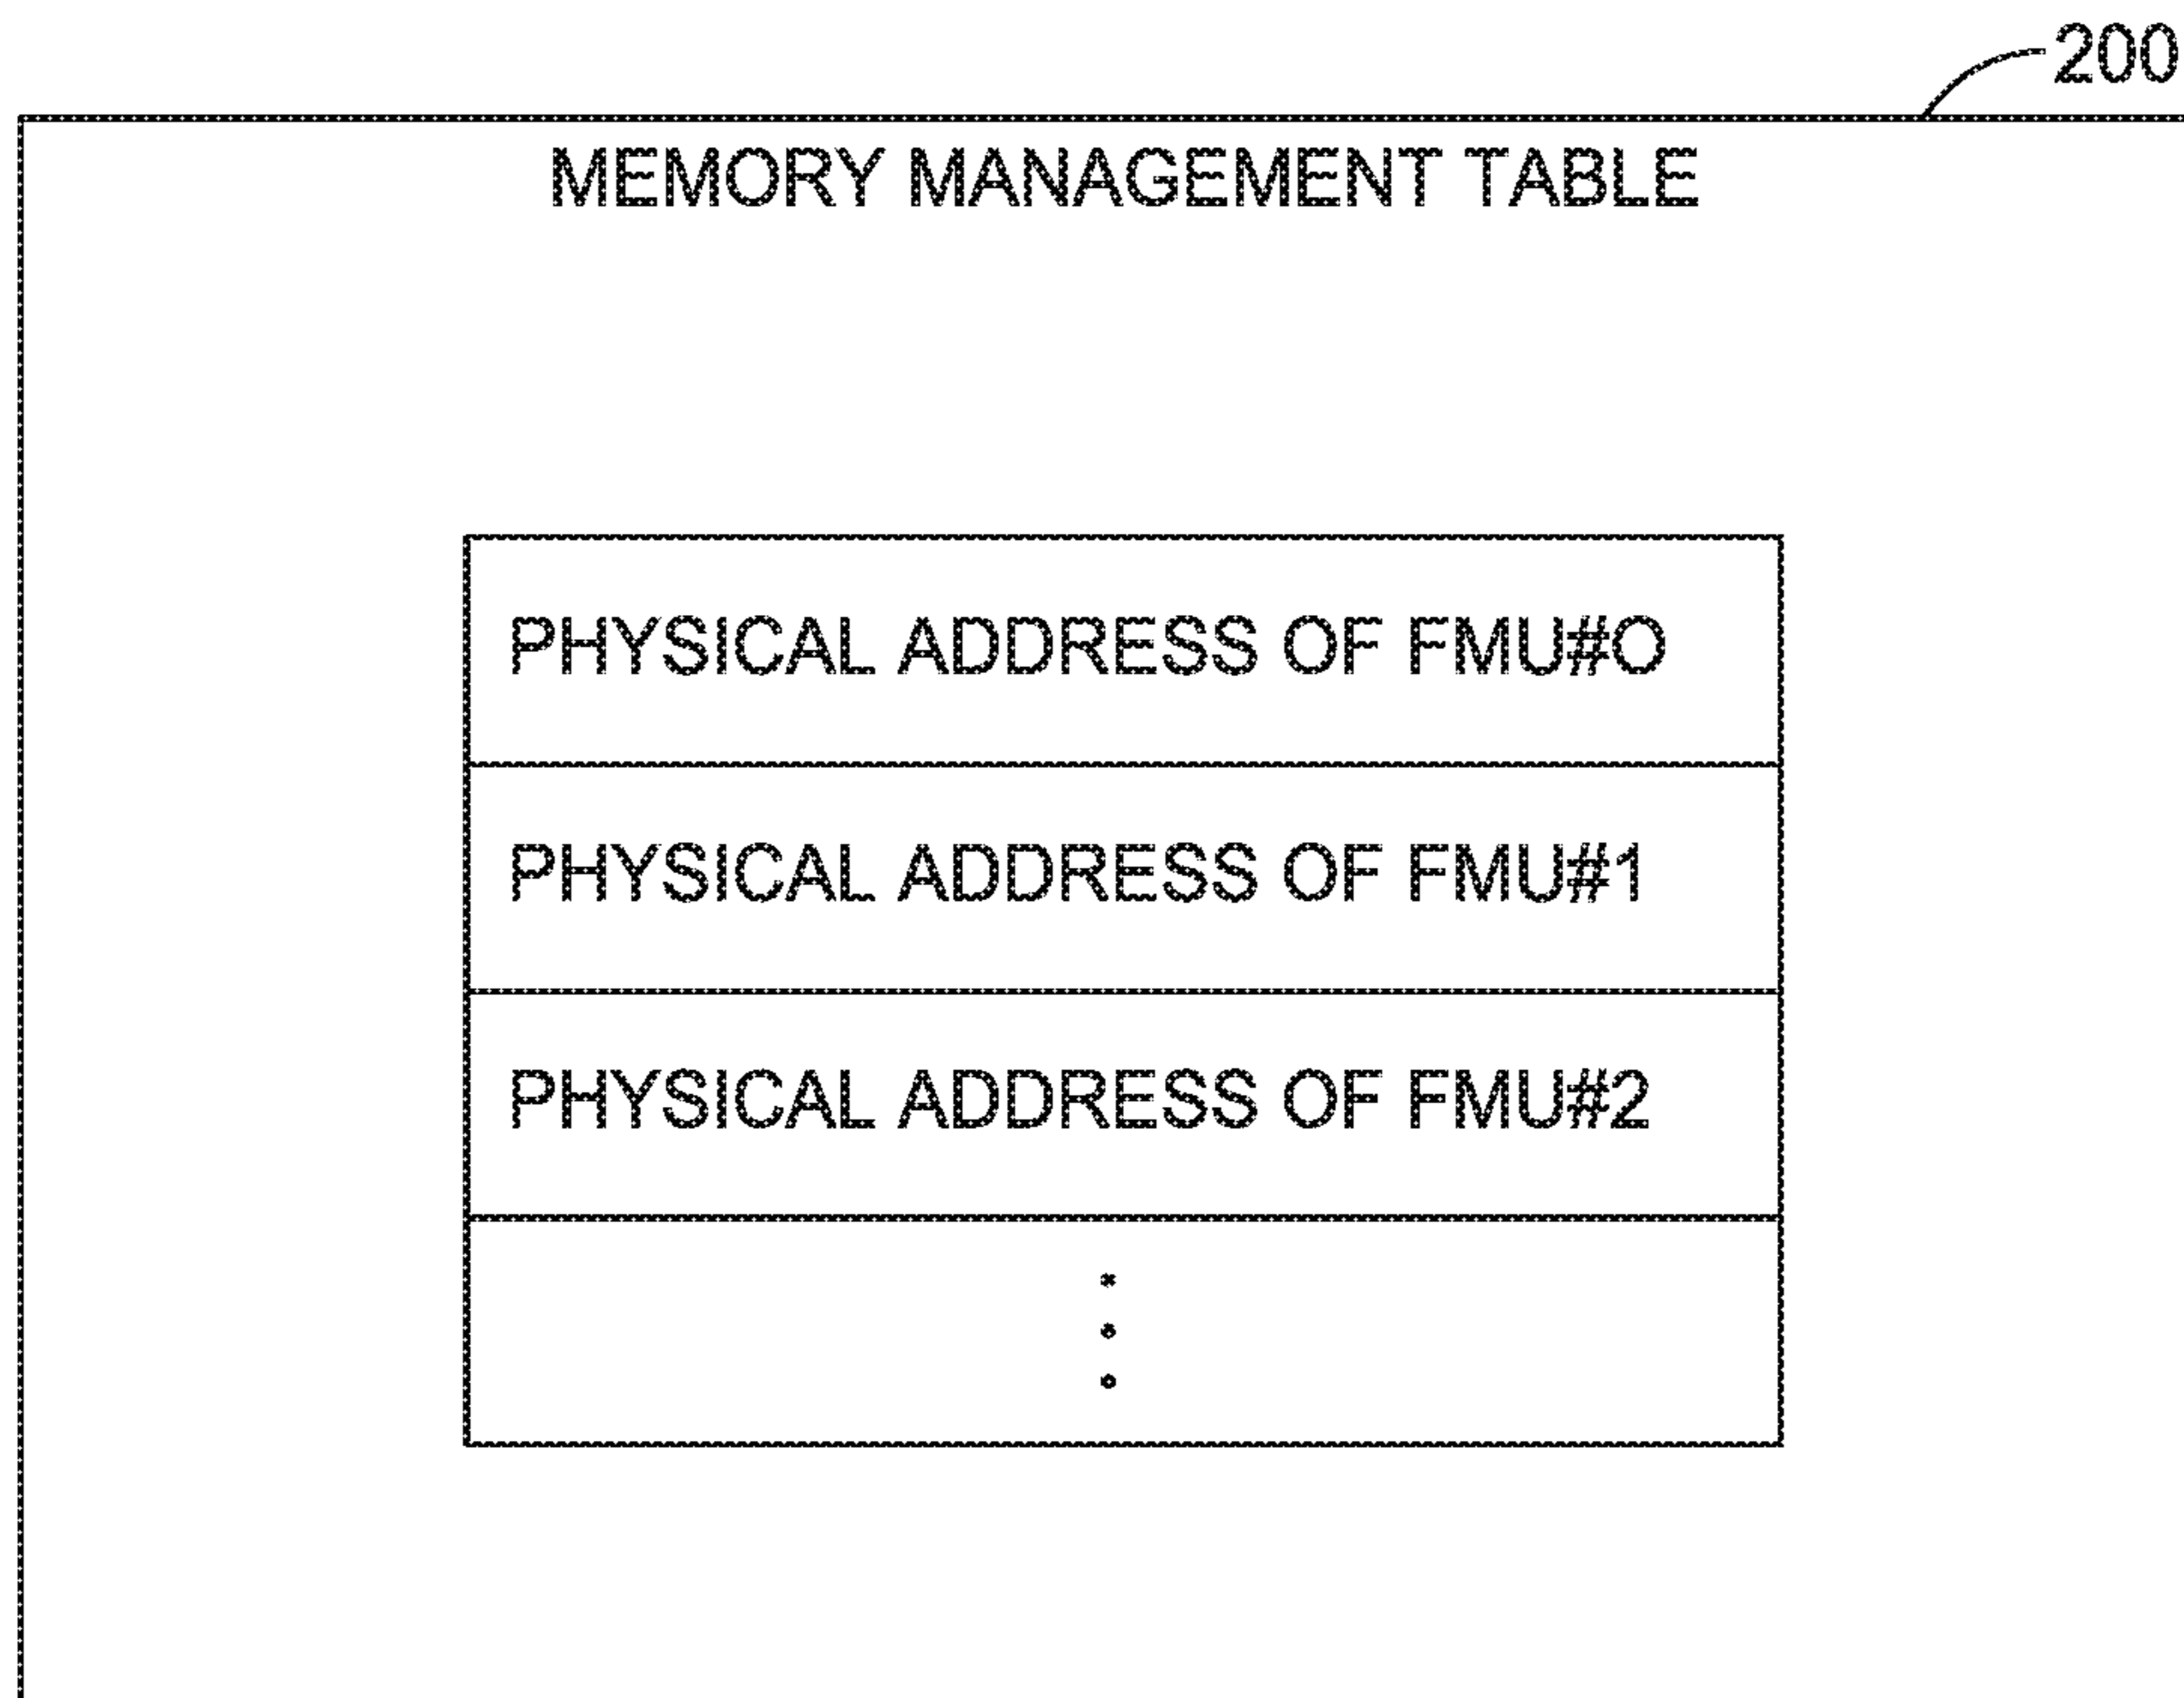 200
MEMORY MANAGEMENT TABLE
PHYSICAL ADDRESS OF FMU#O
PHYSICAL ADDRESS OF FMU#1
PHYSICAL ADDRESS OF FMU#2